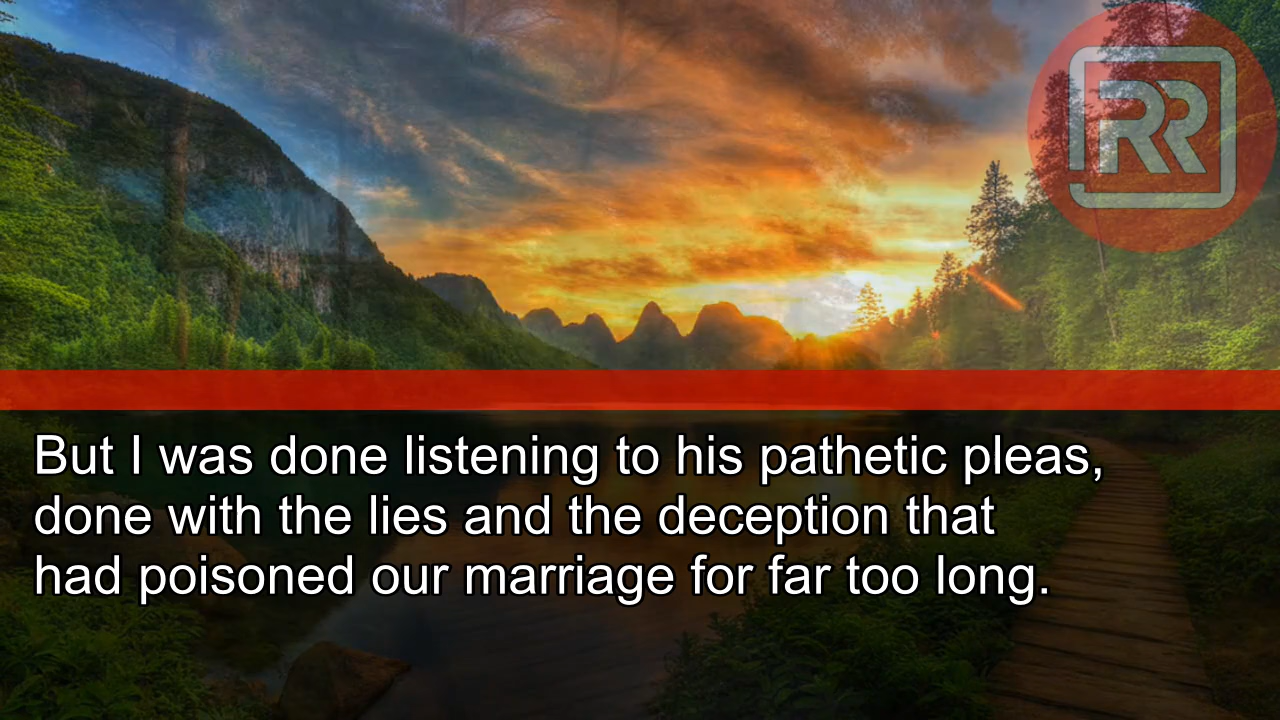 RR
But I was done listening to his pathetic pleas,
done with the lies and the deception that
had poisoned our marriage for far too long.